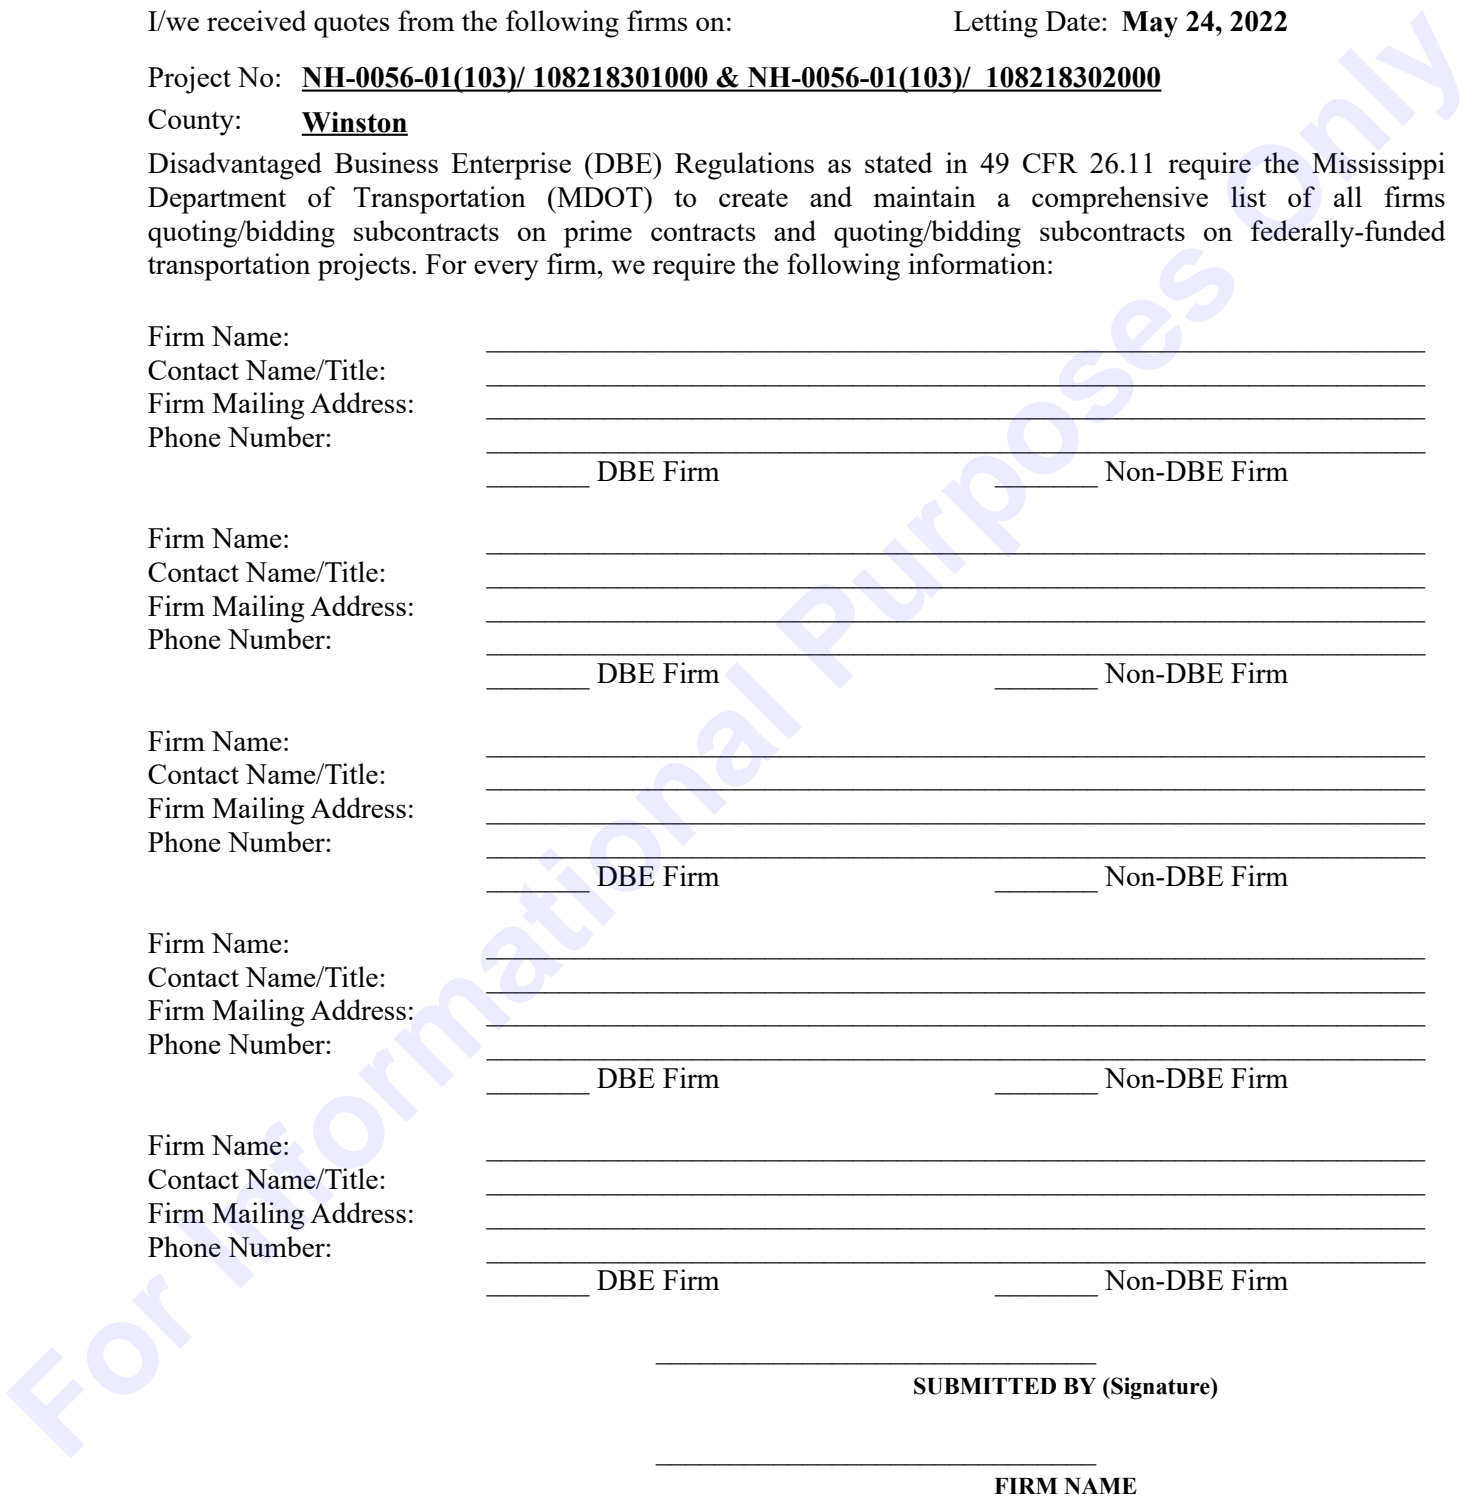 I/we received quotes from the following firms on: Letting Date: May 24, 2022
Project No: NH-0056-01(103)/ 108218301000 & NH-0056-01(103)/ 108218302000
County: Winston
Disadvantaged Business Enterprise (DBE) Regulations as stated in 49 CFR 26.11 require the Mississippi
Department of Transportation (MDOT) to create and maintain a comprehensive list of all firms
quoting/bidding subcontracts on prime contracts and quoting/bidding subcontracts on federally-funded
transportation projects. For every firm, we require the following information:
Firm Name:
Contact Name/Title:
Firm Mailing Address:
Phone Number:
DBE Firm Non-DBE Firm
Firm Name:
Contact Name/Title:
Firm Mailing Address:
Phone Number:
DBE Firm Non-DBE Firm
Firm Name:
Contact Name/Title:
Firm Mailing Address:
Phone Number:
DBE Firm Non-DBE Firm
Firm Name:
Contact Name/Title:
Firm Mailing Address:
Phone Number:
DBE Firm Non-DBE Firm
Firm Name:
Contact Name/Title:
Firm Mailing Address:
Phone Number:
DBE Firm Non-DBE Firm
SUBMITTED BY (Signature)
FIRM NAME
For Informational Purposes Only